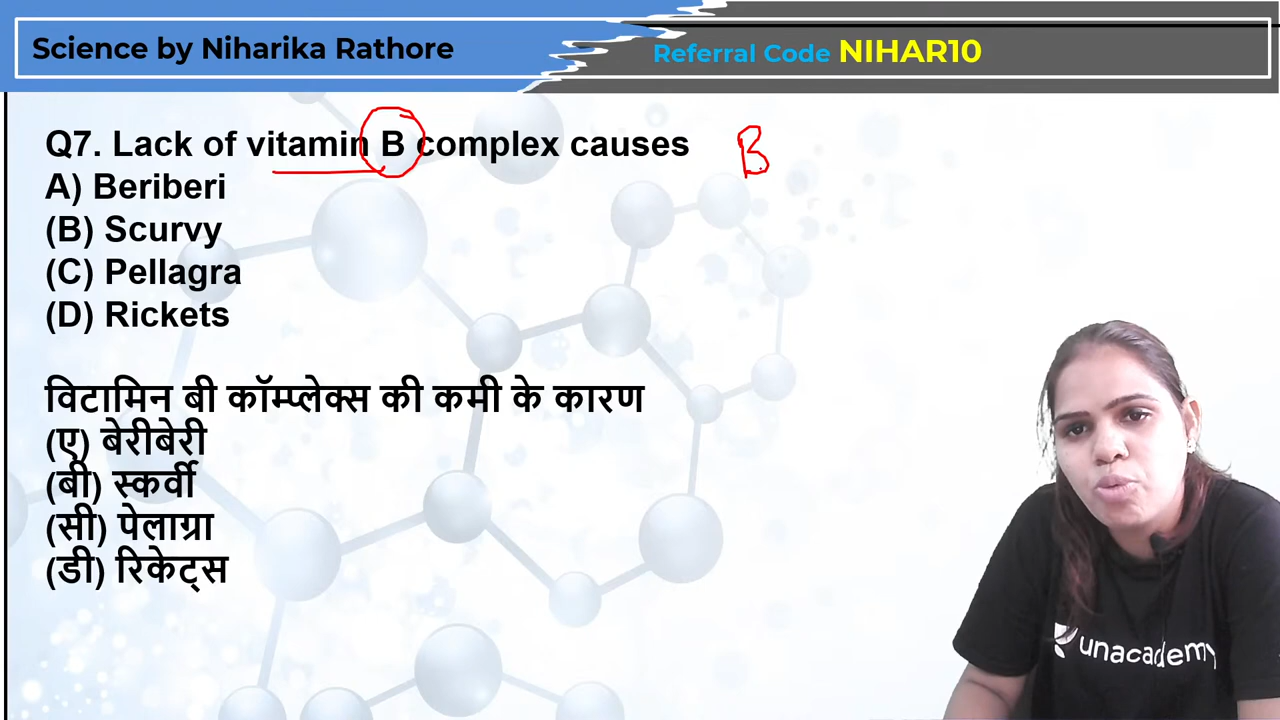 Science by Niharika Rathore
Referral Code NIHAR10
Q7. Lack of vitamin B complex causes
B
A) Beriberi
(B) Scurvy
(C) Pellagra
(D) Rickets
विटामिन बी कॉम्प्लेक्स की कमी के कारण
(ए) बेरीबेरी
(बी) स्कर्वी
(सी) पेलाग्रा
(डी) रिकेट्स
unacademy